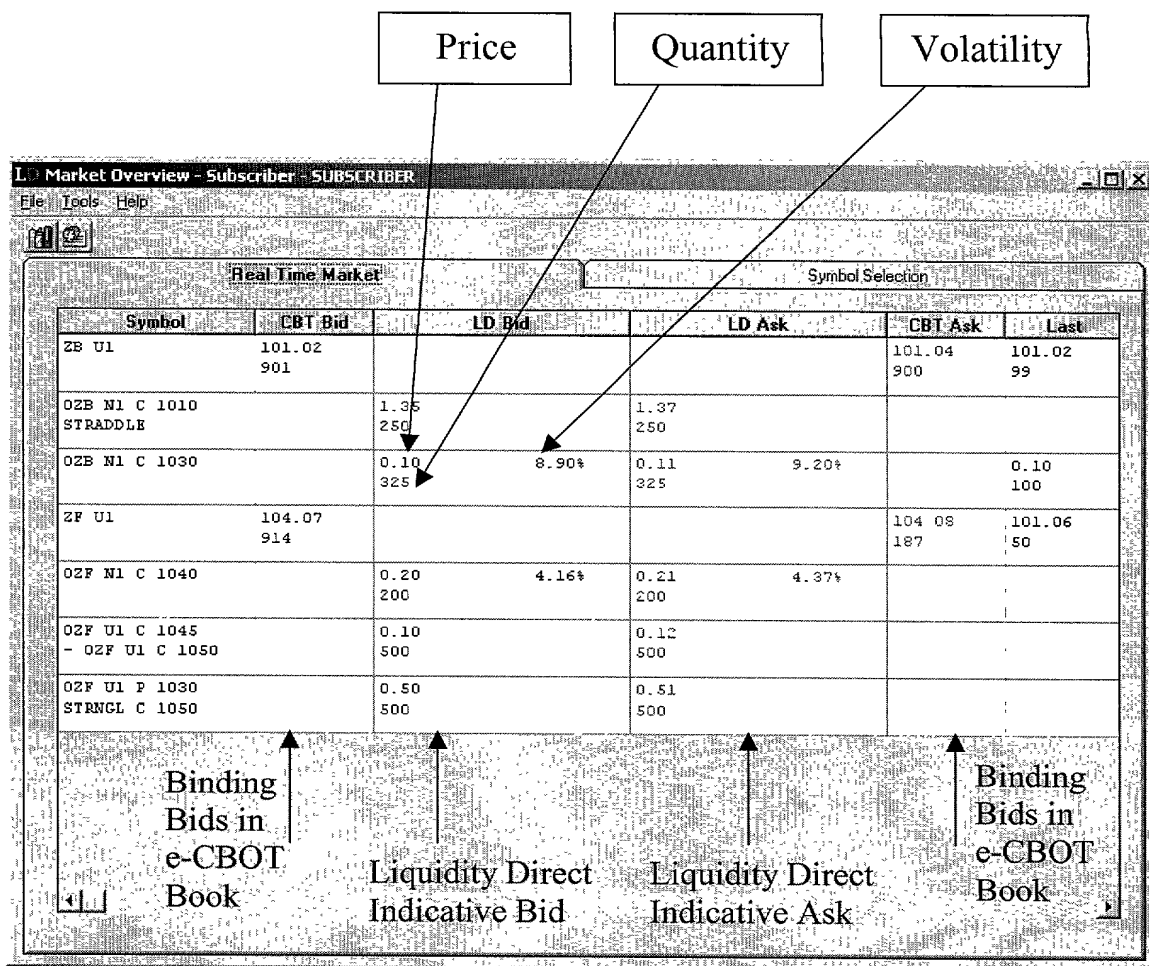 Price Quantity Volatility
LD Market Overview - Subscriber - SUBSCRIBER
File Tools Help
Real Time Market Symbol Selection
Symbol CBT Bid LD Bid LD Ask CBT Ask Last
ZB U1 101.02 101.04 101.02
901 900 99
OZB N1 C 1010 1.35 1.37
STRADDLE 250 250
OZB N1 C 1030 0.10 8.90% 0.11 9.20% 0.10
325 325 100
ZF U1 104.07 104 08 101.06
914 187 50
OZF N1 C 1040 0.20 4.16% 0.21 4.37%
200 200
OZF U1 C 1045 0.10 0.12
- OZF U1 C 1050 500 500
OZF U1 P 1030 0.50 0.51
STRNGL C 1050 500 500
Binding
Bids in
e-CBOT
Book
Liquidity Direct
Indicative Bid
Liquidity Direct
Indicative Ask
Binding
Bids in
e-CBOT
Book